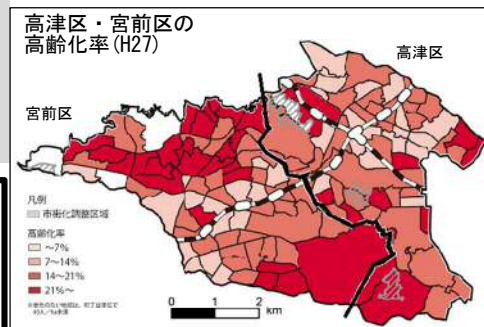 高津区・宮前区の
高齢化率(H27)
高津区
宮前区
凡例
市街化調整区域
高齢化率
～7%
7～14%
14～21%
21%～
0 1 2
km